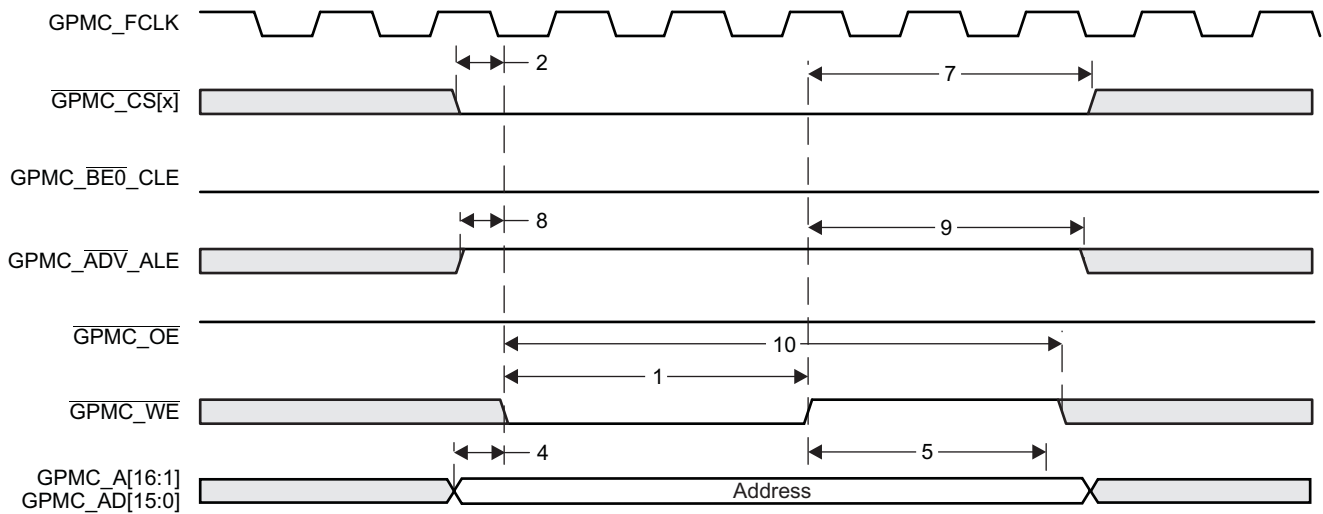 GPMC_FCLK
2
7
GPMC_CS[x]
GPMC_BE0_CLE
8
9
GPMC_ADV_ALE
GPMC_OE
10
1
GPMC_WE
4
5
GPMC_A[16:1]
GPMC_AD[15:0]
Address